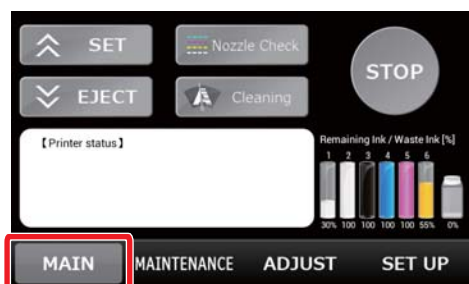 SET
Nozzle Check
STOP
EJECT
Cleaning
【Printer status】
Remaining Ink / Waste Ink [%]
1 2 3 4 5 6
30% 100 100 100 100 55% 0%
MAIN MAINTENANCE ADJUST SET UP